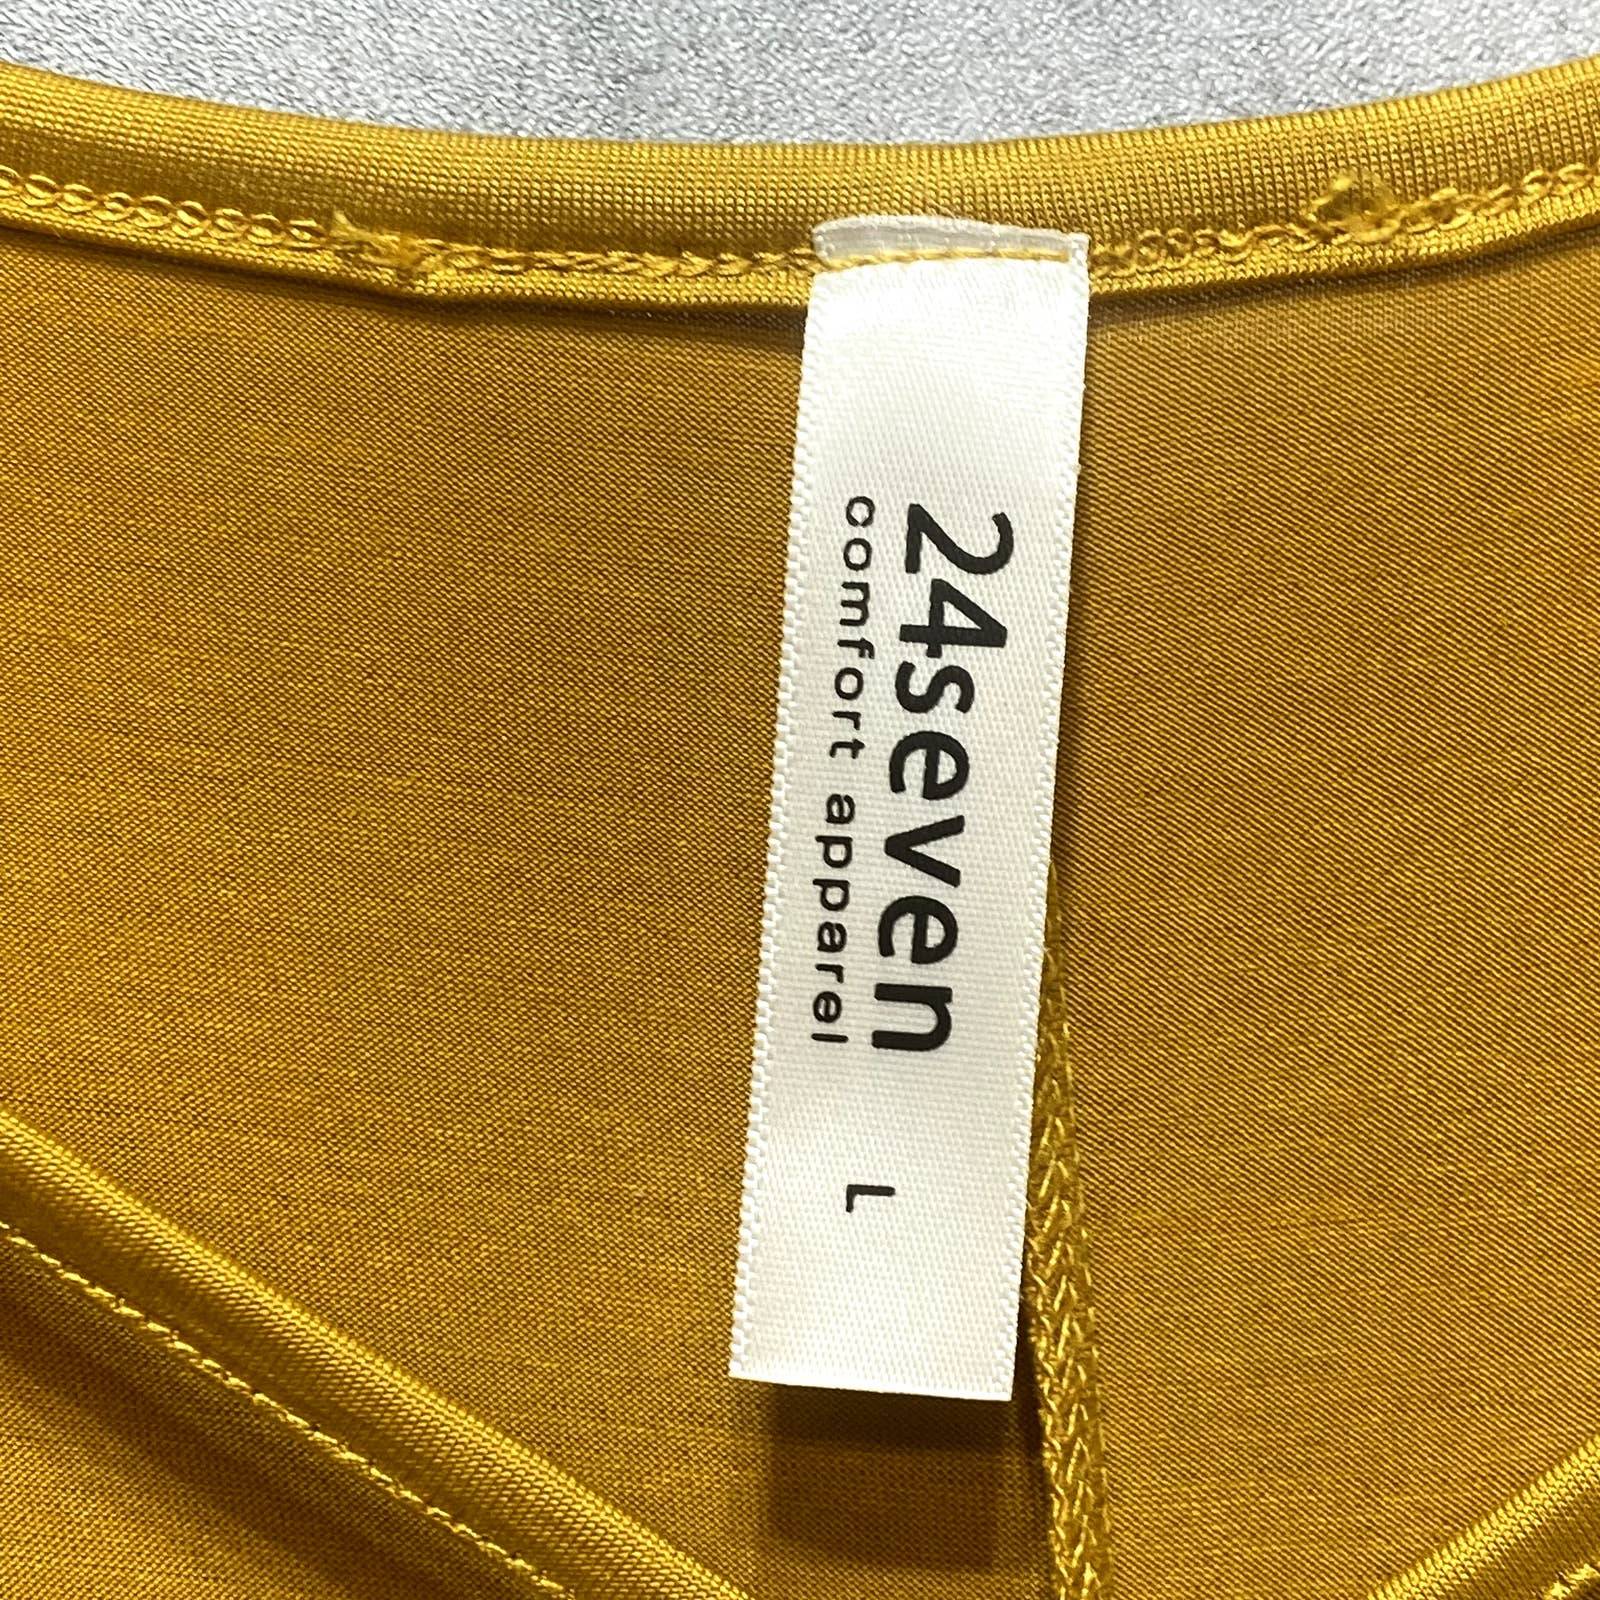 24seven
comfort apparel
L